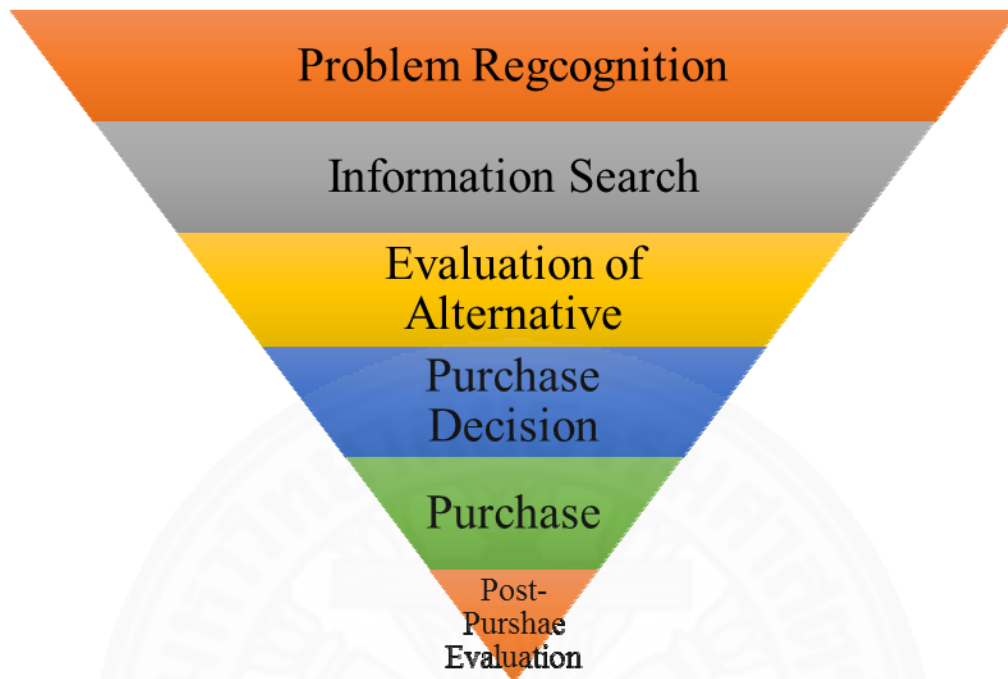 Problem Regcognition
Information Search
Evaluation of
Alternative
Purchase
Decision
Purchase
Post-
Purshae
Evaluation